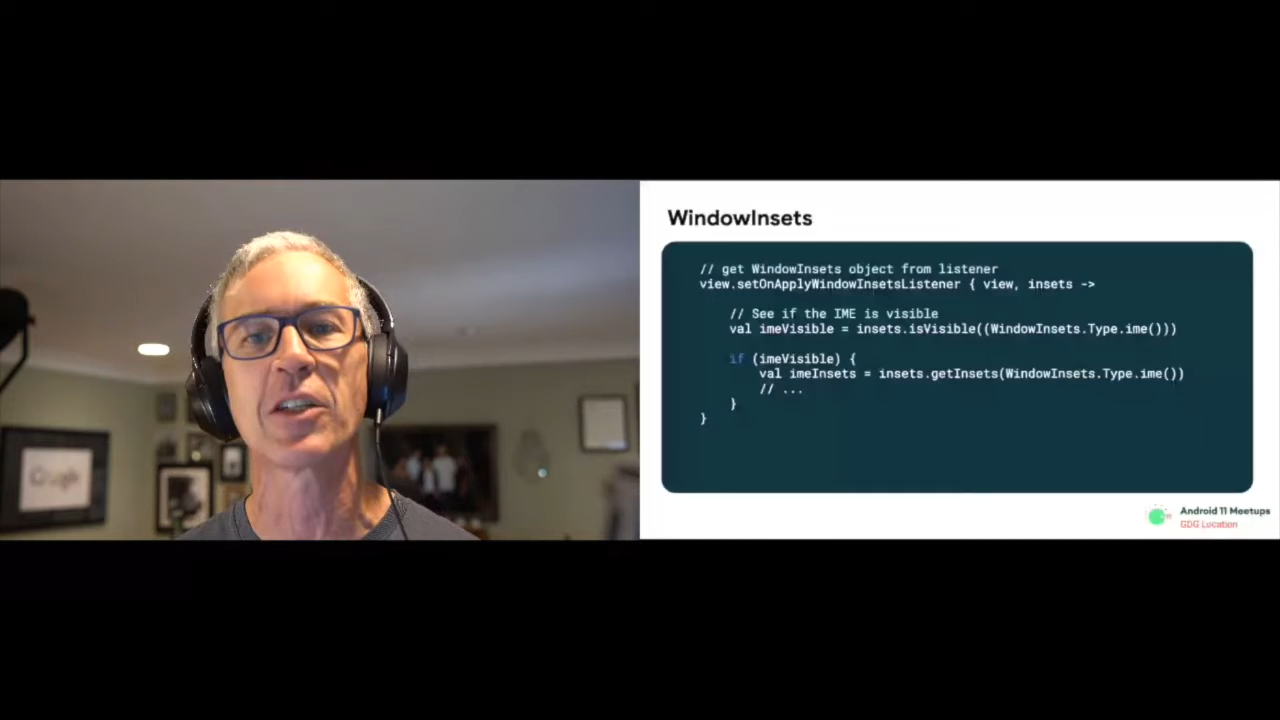 Google
WindowInsets
// get WindowInsets object from listener
view.setOnApplyWindowInsetsListener { view, insets ->
// See if the IME is visible
val imeVisible = insets.isVisible((WindowInsets.Type.ime()))
if (imeVisible) {
val imeInsets = insets.getInsets(WindowInsets.Type.ime())
// ...
}
}
Android 11 Meetups
GDG Location